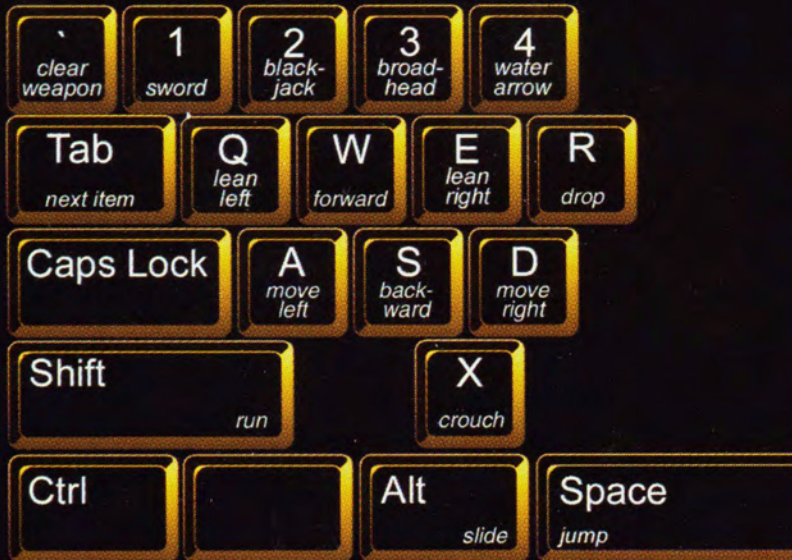 ` 1 2 3 4
clear weapon sword black-jack broad-head water arrow
Tab Q W E R
next item lean left forward lean right drop
Caps Lock A S D
move left back-ward move right
Shift X
run crouch
Ctrl Alt Space
slide jump